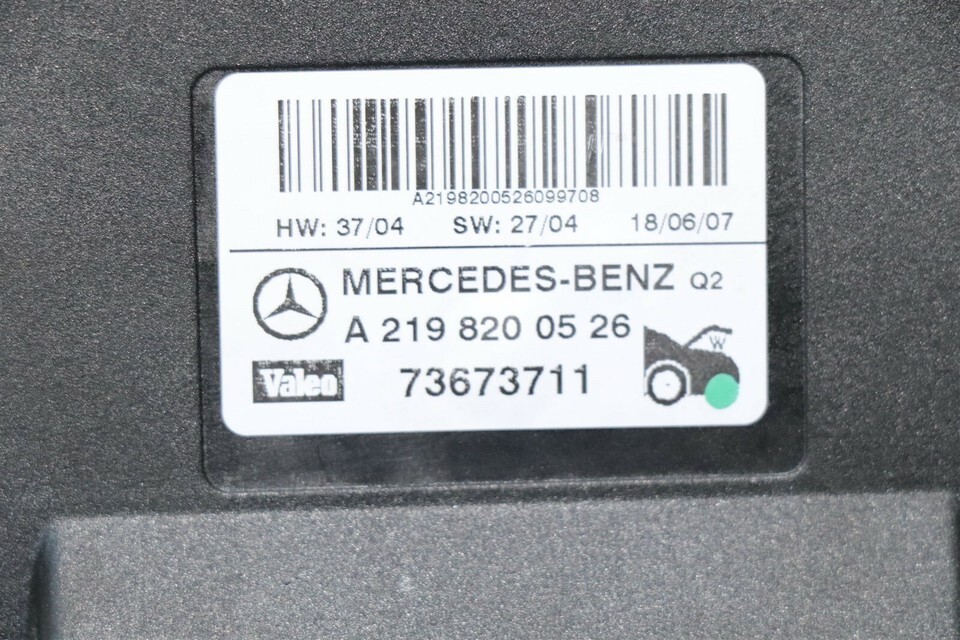 A2198200526099708
HW: 37/04 SW: 27/04 18/06/07
MERCEDES-BENZ Q2
A 219 820 05 26
W
Valeo 73673711